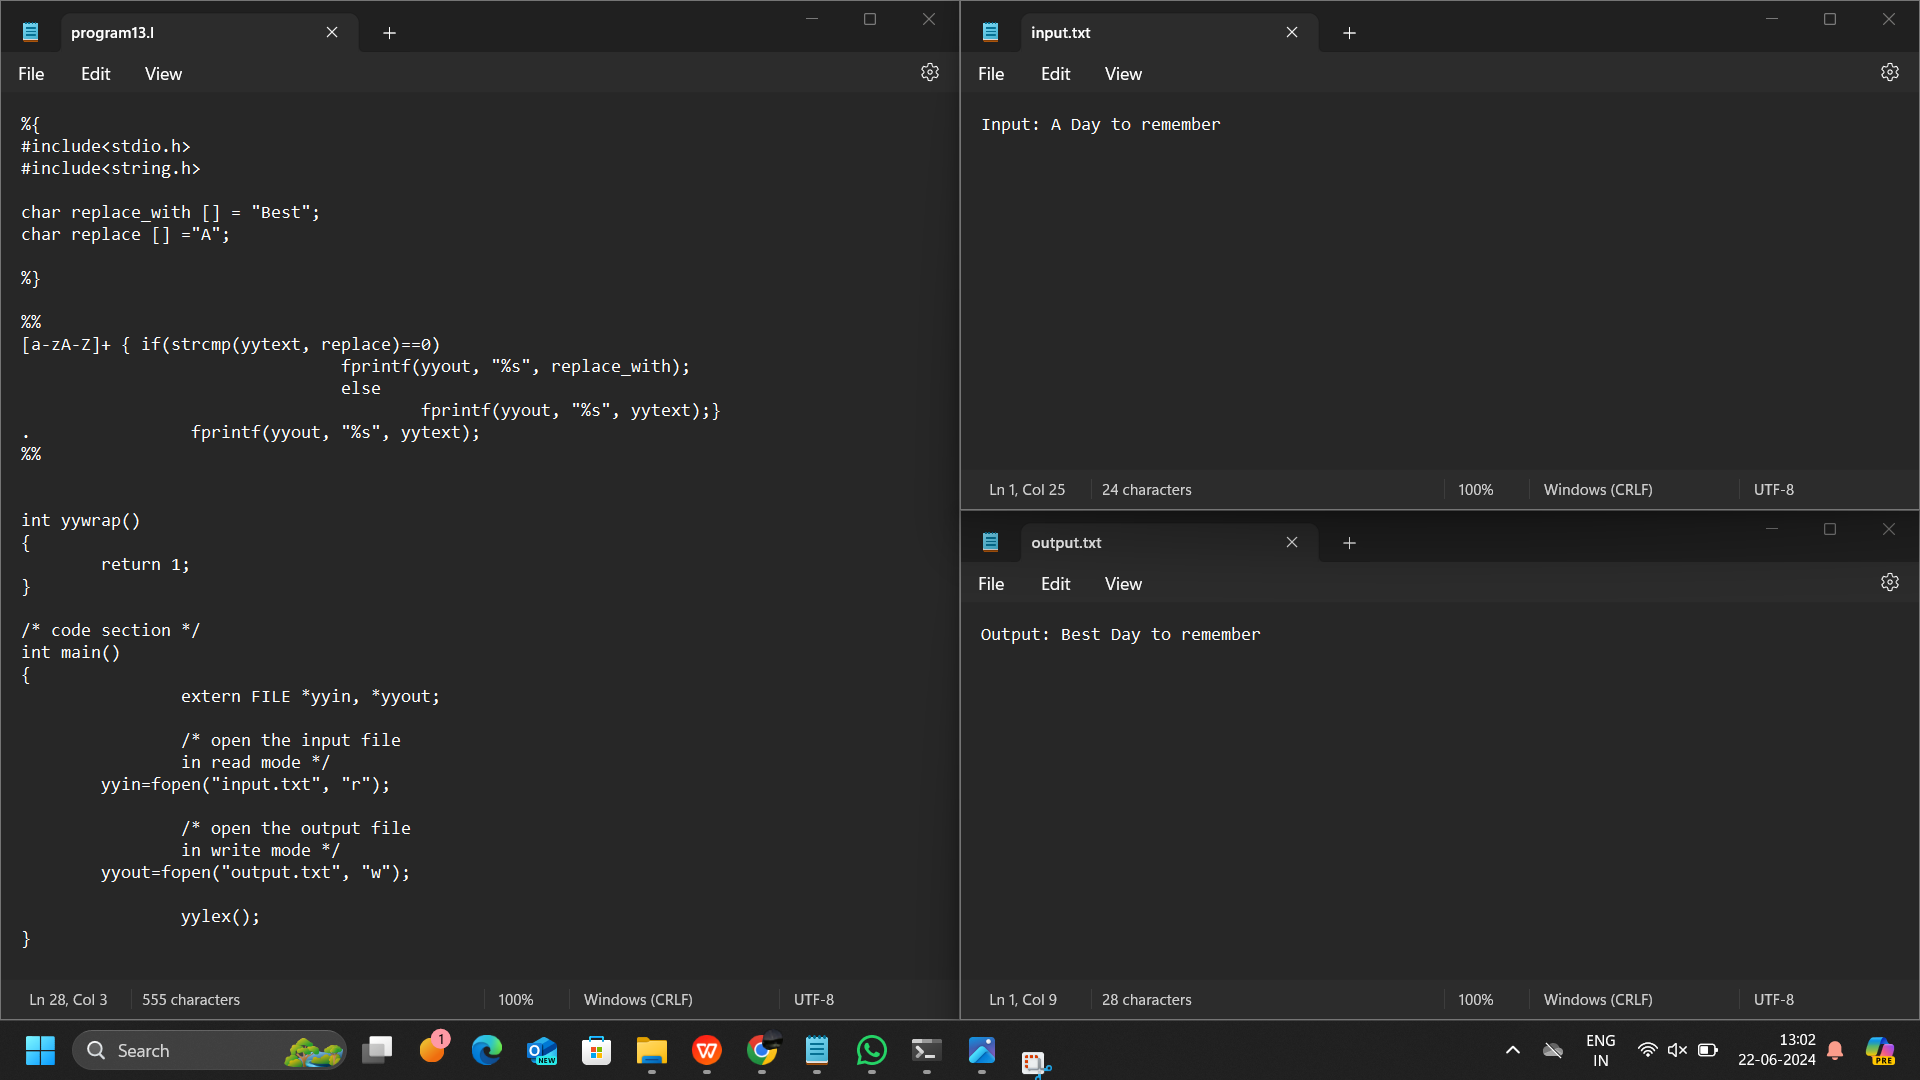 program13.l
File Edit View
%{
#include<stdio.h>
#include<string.h>
char replace_with [] = "Best";
char replace [] ="A";
%}
%%
[a-zA-Z]+ { if(strcmp(yytext, replace)==0)
fprintf(yyout, "%s", replace_with);
else
fprintf(yyout, "%s", yytext);}
. fprintf(yyout, "%s", yytext);
%%
int yywrap()
{
return 1;
}
/* code section */
int main()
{
extern FILE *yyin, *yyout;
/* open the input file
in read mode */
yyin=fopen("input.txt", "r");
/* open the output file
in write mode */
yyout=fopen("output.txt", "w");
yylex();
}
Ln 28, Col 3 555 characters 100% Windows (CRLF) UTF-8
input.txt
File Edit View
Input: A Day to remember
Ln 1, Col 25 24 characters 100% Windows (CRLF) UTF-8
output.txt
File Edit View
Output: Best Day to remember
Ln 1, Col 9 28 characters 100% Windows (CRLF) UTF-8
Search 1 NEW ENG 13:02 PRE
IN 22-06-2024